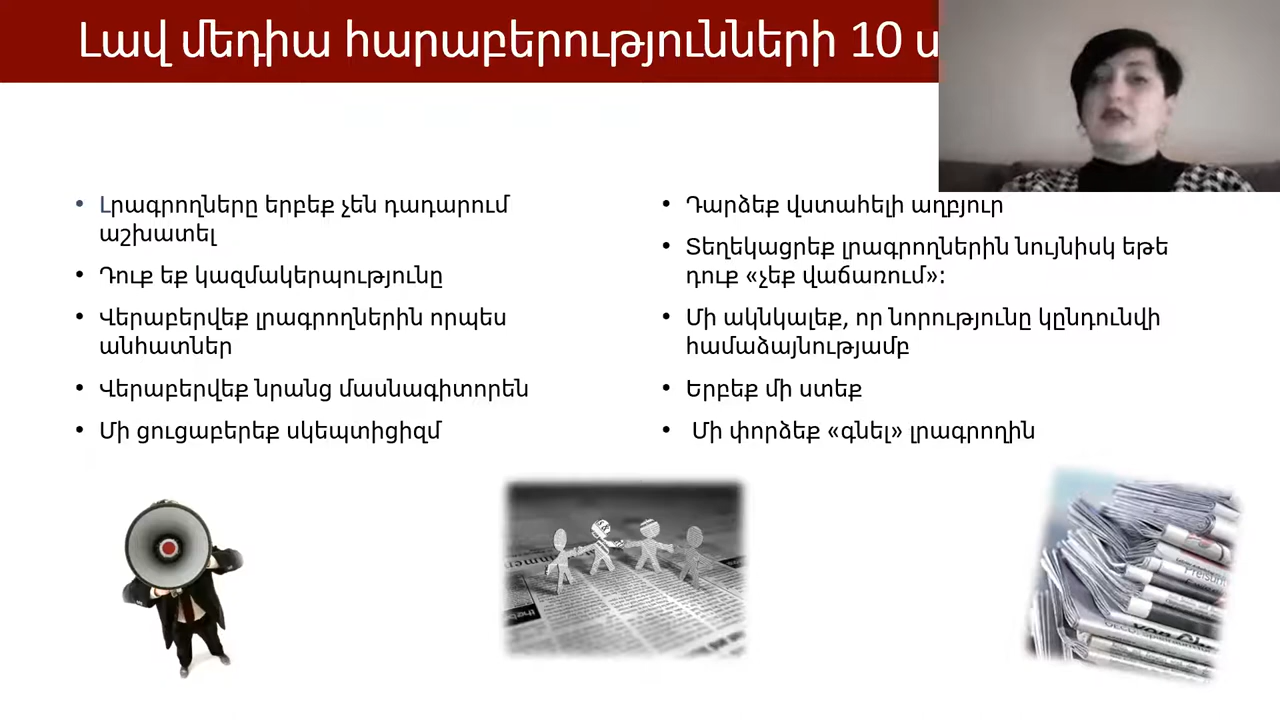 Լավ մեդիա հարաբերությունների 10
Լրագրողները երբեք չեն դադարում
աշխատել
• Դուք եք կազմակերպությունը
• Վերաբերվեք լրագրողներին որպես
անհատներ
• Վերաբերվեք նրանց մասնագիտորեն
• Մի ցուցաբերեք սկեպտիցիզմ
• Դարձեք վստահելի աղբյուր
• Տեղեկացրեք լրագրողներին նույնիսկ եթե
դուք «չեք վաճառում»:
• Մի ակնկալեք, որ նորությունը կընդունվի
համաձայնությամբ
• Երբեք մի ստեք
• Մի փորձեք «գնել» լրագրողին